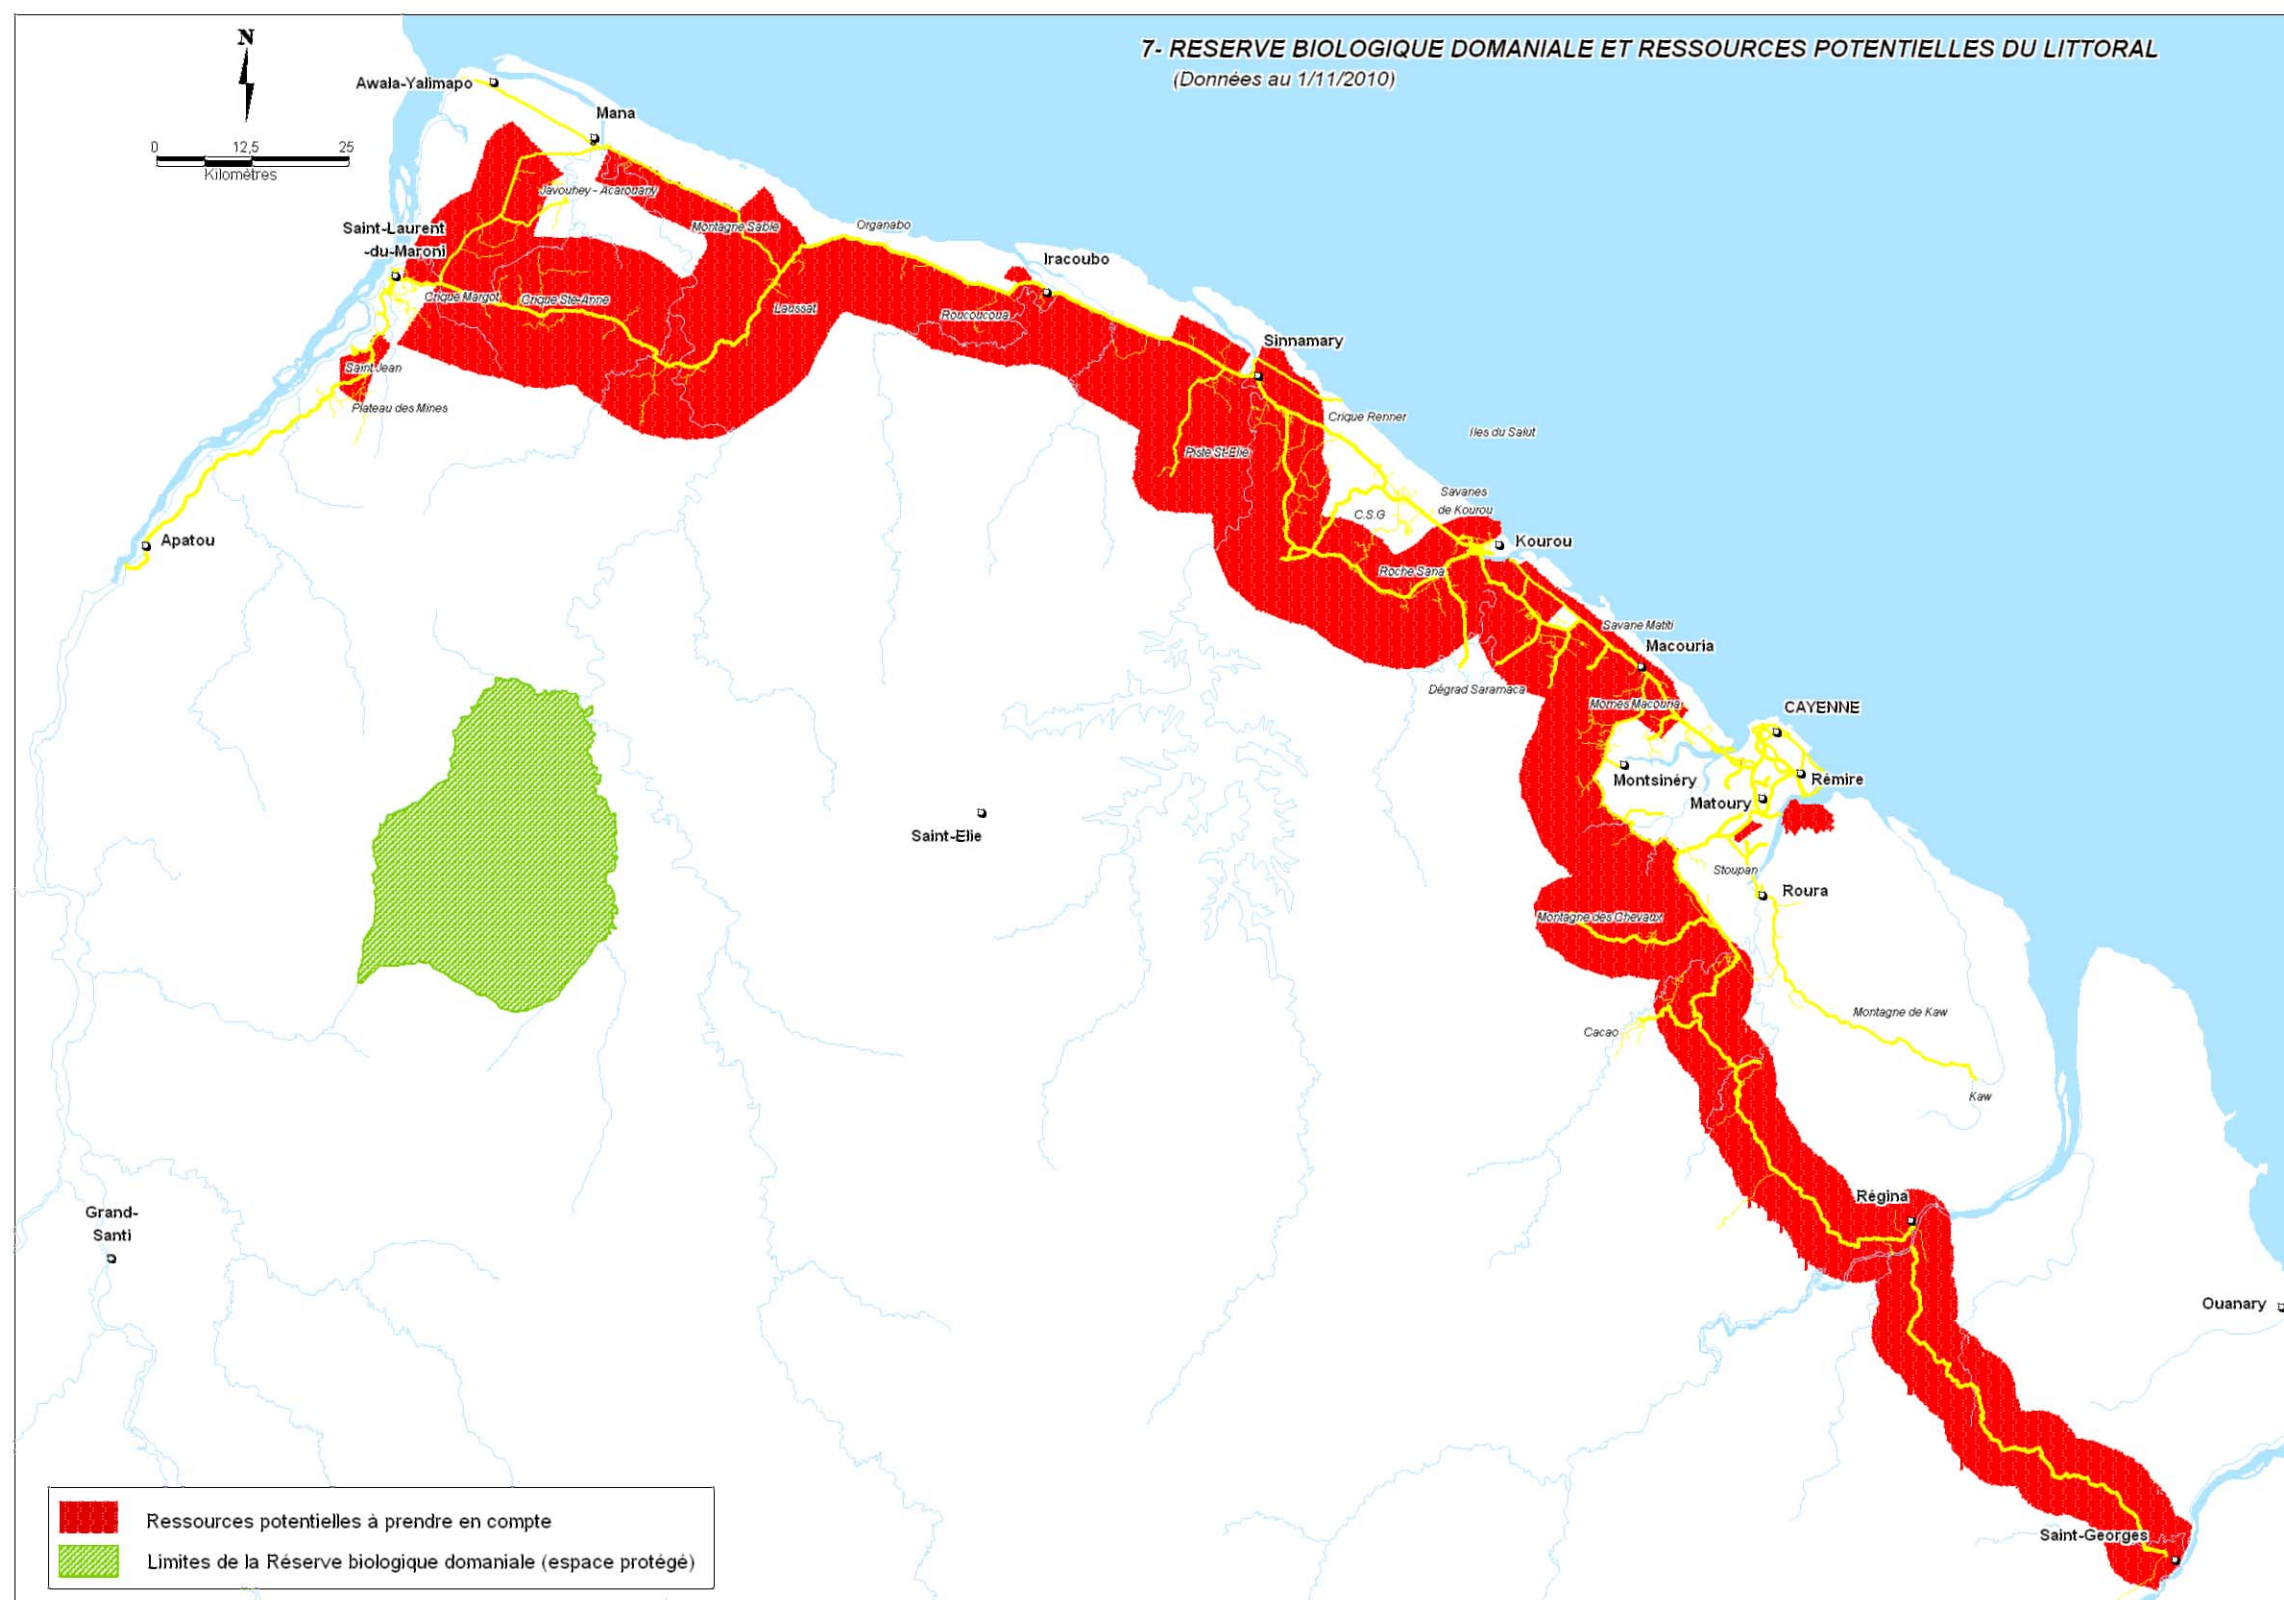 7- RESERVE BIOLOGIQUE DOMANIALE ET RESSOURCES POTENTIELLES DU LITTORAL
(Données au 1/11/2010)
N
0 12,5 25
Kilomètres
Awala-Yalimapo
Mana
Javouhey - Acarouany
Saint-Laurent
-du-Maroni
Montagne Sable
Organabo
Iracoubo
Crique Margot
Crique Ste-Anne
Laussat
Roucoucoua
Sinnamary
Saint Jean
Plateau des Mines
Crique Renner
Iles du Salut
Piste St-Elie
Savanes
de Kourou
C.S.G
Apatou
Kourou
Roche Sana
Savane Matiti
Macouria
Dégrad Saramaca
Mornes Macouria
CAYENNE
Montsinéry
Rémire
Matoury
Saint-Elie
Stoupan
Roura
Montagne des Chevaux
Montagne de Kaw
Cacao
Kaw
Régina
Grand-
Santi
Ouanary
Saint-Georges
Ressources potentielles à prendre en compte
Limites de la Réserve biologique domaniale (espace protégé)